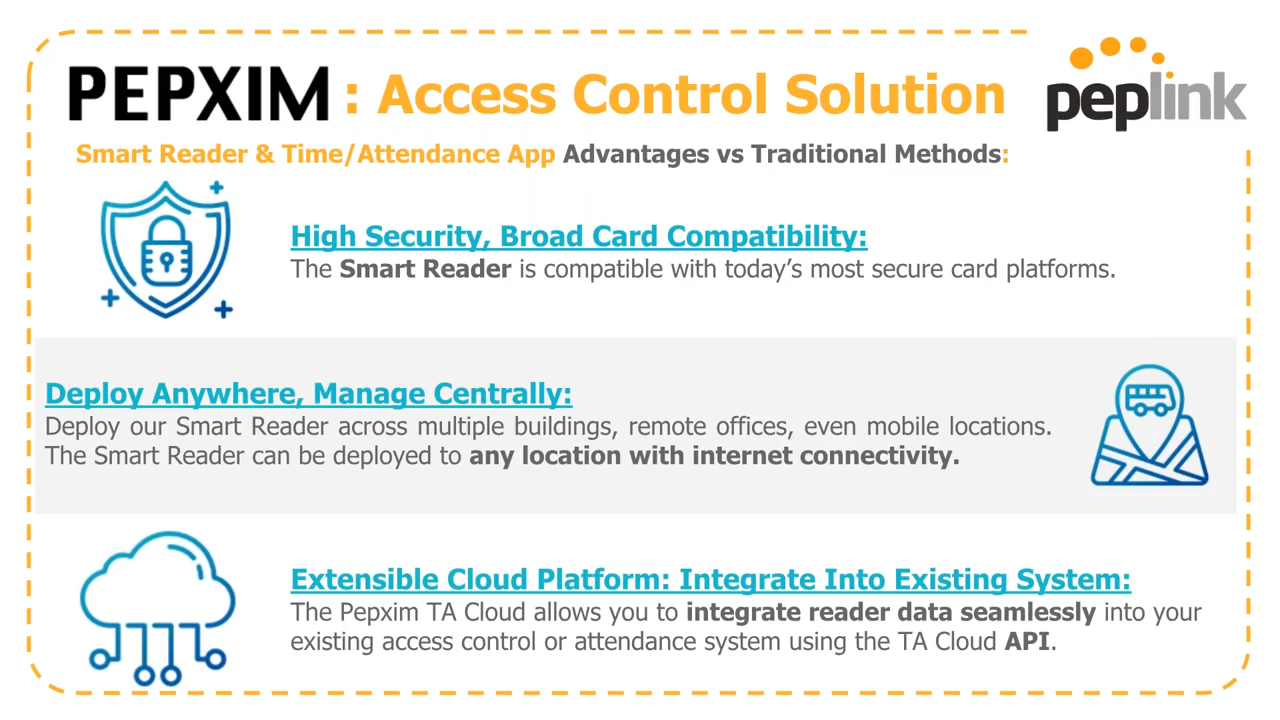 PEPXIM : Access Control Solution
peplink
Smart Reader & Time/Attendance App Advantages vs Traditional Methods:
High Security, Broad Card Compatibility:
The Smart Reader is compatible with today’s most secure card platforms.
Deploy Anywhere, Manage Centrally:
Deploy our Smart Reader across multiple buildings, remote offices, even mobile locations.
The Smart Reader can be deployed to any location with internet connectivity.
Extensible Cloud Platform: Integrate Into Existing System:
The Pepxim TA Cloud allows you to integrate reader data seamlessly into your
existing access control or attendance system using the TA Cloud API.